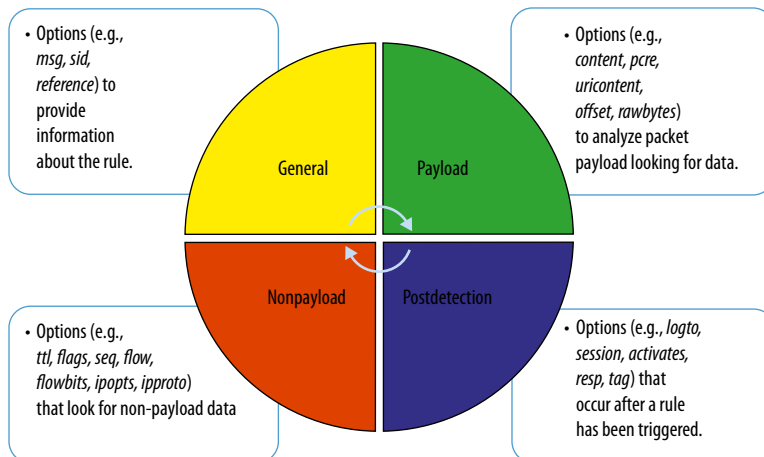 • Options (e.g.,
msg, sid,
reference) to
provide
information
about the rule.
• Options (e.g.,
content, pcre,
uricontent,
offset, rawbytes)
to analyze packet
payload looking for data.
General
Payload
Nonpayload
Postdetection
• Options (e.g.,
ttl, flags, seq, flow,
flowbits, ipopts, ipproto)
that look for non-payload data
• Options (e.g., logto,
session, activates,
resp, tag) that
occur after a rule
has been triggered.